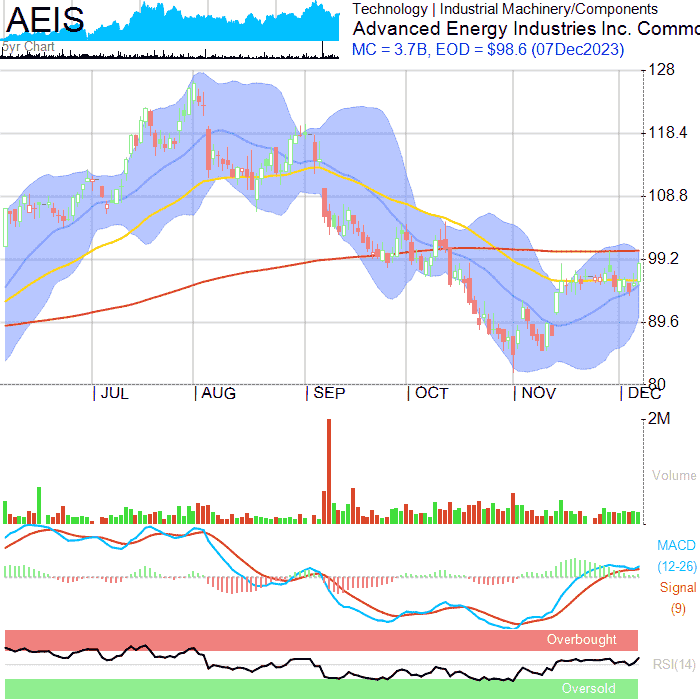 AEIS
5yr Chart
Technology | Industrial Machinery/Components
Advanced Energy Industries Inc. Commo
MC = 3.7B, EOD = $98.6 (07Dec2023)
128
118.4
108.8
99.2
89.6
80
JUL AUG SEP OCT NOV DEC
2M
Volume
MACD
(12-26)
Signal
(9)
Overbought
RSI(14)
Oversold